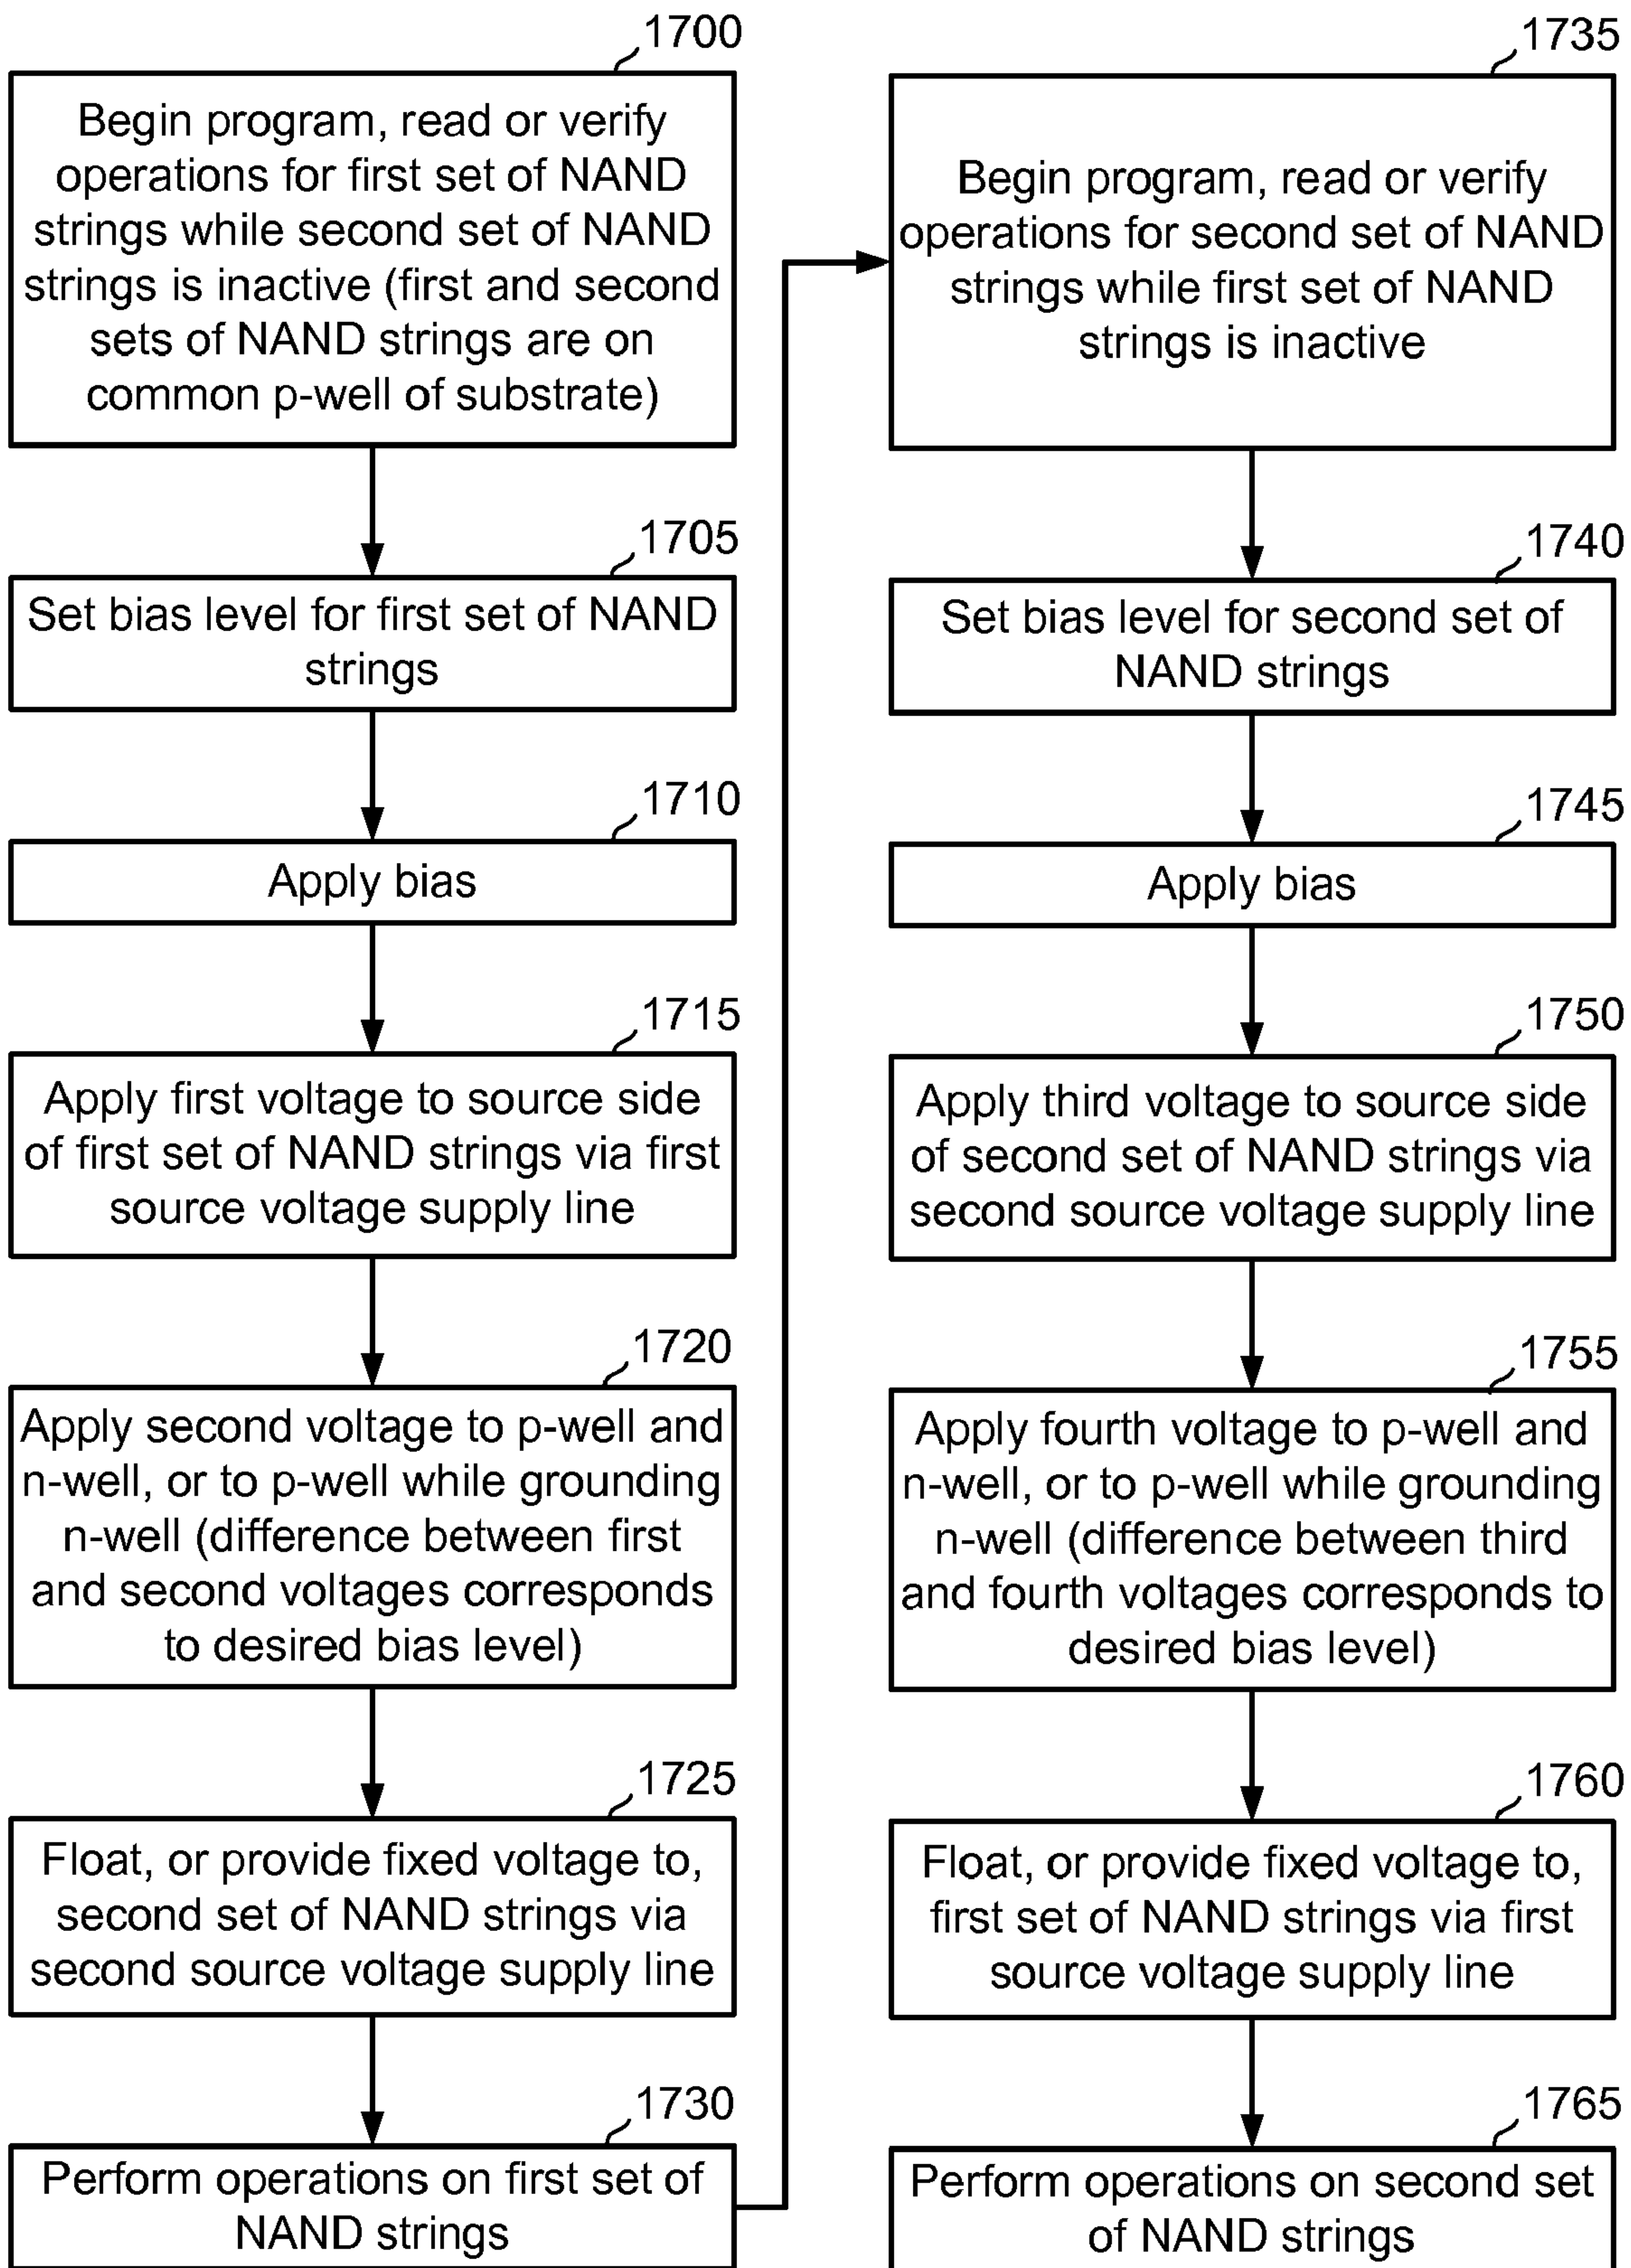 1700
Begin program, read or verify
operations for first set of NAND
strings while second set of NAND
strings is inactive (first and second
sets of NAND strings are on
common p-well of substrate)
1705
Set bias level for first set of NAND
strings
1710
Apply bias
1715
Apply first voltage to source side
of first set of NAND strings via first
source voltage supply line
1720
Apply second voltage to p-well and
n-well, or to p-well while grounding
n-well (difference between first
and second voltages corresponds
to desired bias level)
1725
Float, or provide fixed voltage to,
second set of NAND strings via
second source voltage supply line
1730
Perform operations on first set of
NAND strings
1735
Begin program, read or verify
operations for second set of NAND
strings while first set of NAND
strings is inactive
1740
Set bias level for second set of
NAND strings
1745
Apply bias
1750
Apply third voltage to source side
of second set of NAND strings via
second source voltage supply line
1755
Apply fourth voltage to p-well and
n-well, or to p-well while grounding
n-well (difference between third
and fourth voltages corresponds to
desired bias level)
1760
Float, or provide fixed voltage to,
first set of NAND strings via first
source voltage supply line
1765
Perform operations on second set
of NAND strings